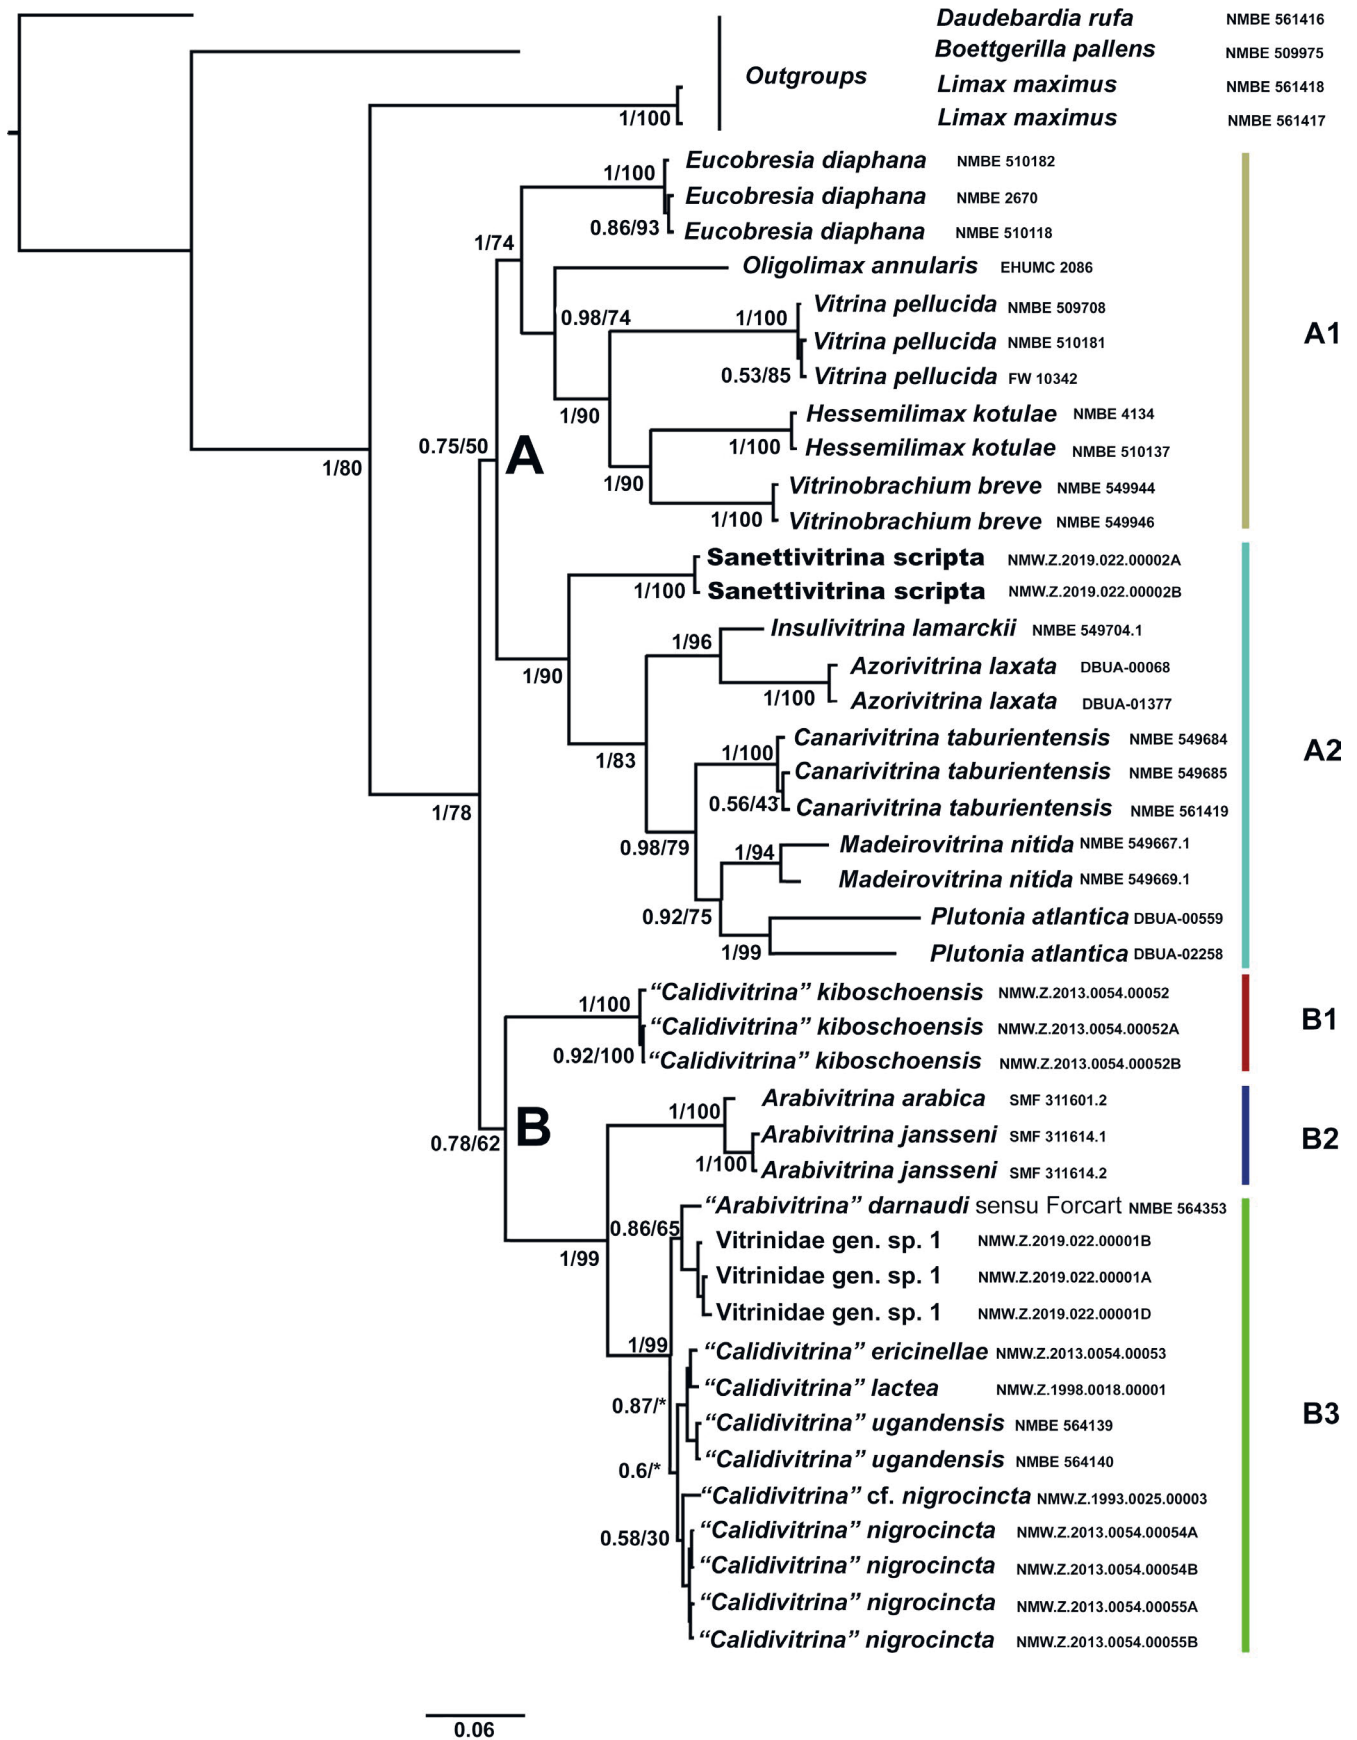 Daudebardia rufa NMBE 561416
Boettgerilla pallens NMBE 509975
Outgroups
Limax maximus NMBE 561418
1/100 Limax maximus NMBE 561417
Eucobresia diaphana NMBE 510182
1/100
Eucobresia diaphana NMBE 2670
0.86/93 Eucobresia diaphana NMBE 510118
1/74
Oligolimax annularis EHUMC 2086
Vitrina pellucida NMBE 509708
0.98/74 1/100
A1
Vitrina pellucida NMBE 510181
0.53/85 Vitrina pellucida FW 10342
Hessemilimax kotulae NMBE 4134
1/90
1/100 Hessemilimax kotulae NMBE 510137
0.75/50 A
1/80
1/90 Vitrinobrachium breve NMBE 549944
1/100 Vitrinobrachium breve NMBE 549946
Sanettivitrina scripta NMW.Z.2019.022.00002A
1/100 Sanettivitrina scripta NMW.Z.2019.022.00002B
Insulivitrina lamarckii NMBE 549704.1
1/96
Azorivitrina laxata DBUA-00068
1/90
1/100 Azorivitrina laxata DBUA-01377
Canarivitrina taburientensis NMBE 549684
1/100
A2
1/83
Canarivitrina taburientensis NMBE 549685
0.56/43 Canarivitrina taburientensis NMBE 561419
1/78
0.98/79
1/94 Madeirovitrina nitida NMBE 549667.1
Madeirovitrina nitida NMBE 549669.1
0.92/75 Plutonia atlantica DBUA-00559
1/99 Plutonia atlantica DBUA-02258
“Calidivitrina” kiboschoensis NMW.Z.2013.0054.00052
1/100
B1
“Calidivitrina” kiboschoensis NMW.Z.2013.0054.00052A
0.92/100 “Calidivitrina” kiboschoensis NMW.Z.2013.0054.00052B
Arabivitrina arabica SMF 311601.2
1/100
B
0.78/62
Arabivitrina jansseni SMF 311614.1
B2
1/100 Arabivitrina jansseni SMF 311614.2
“Arabivitrina” darnaudi sensu Forcart NMBE 564353
0.86/65
Vitrinidae gen. sp. 1 NMW.Z.2019.022.00001B
1/99
Vitrinidae gen. sp. 1 NMW.Z.2019.022.00001A
Vitrinidae gen. sp. 1 NMW.Z.2019.022.00001D
1/99 “Calidivitrina” ericinellae NMW.Z.2013.0054.00053
“Calidivitrina” lactea NMW.Z.1998.0018.00001
0.87/*
B3
“Calidivitrina” ugandensis NMBE 564139
“Calidivitrina” ugandensis NMBE 564140
0.6/*
“Calidivitrina” cf. nigrocincta NMW.Z.1993.0025.00003
“Calidivitrina” nigrocincta NMW.Z.2013.0054.00054A
0.58/30
“Calidivitrina” nigrocincta NMW.Z.2013.0054.00054B
“Calidivitrina” nigrocincta NMW.Z.2013.0054.00055A
“Calidivitrina” nigrocincta NMW.Z.2013.0054.00055B
0.06